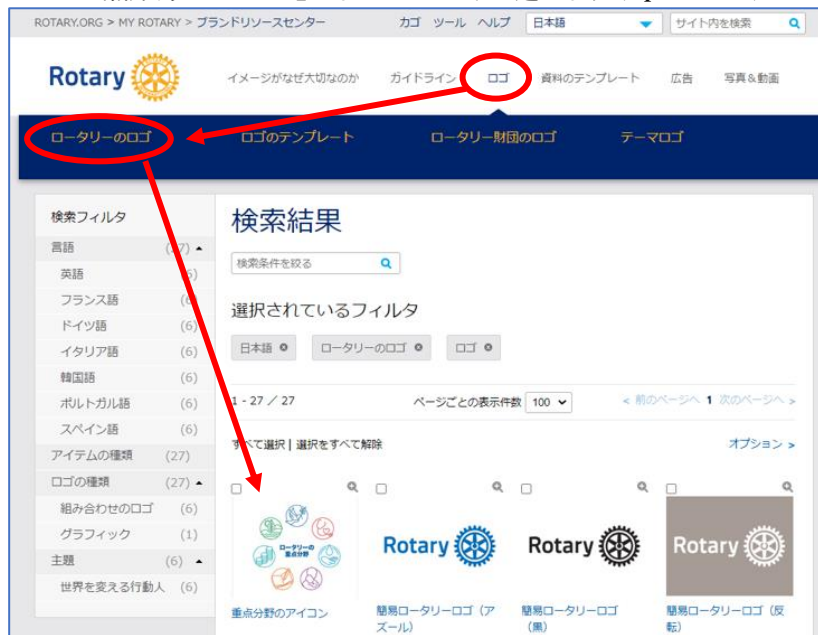 ROTARY.ORG > MY ROTARY > ブランドリソースセンター カゴ ツール ヘルプ 日本語 サイト内を検索
Rotary イメージがなぜ大切なのか ガイドライン ロゴ 資料のテンプレート 広告 写真&動画
ロータリーのロゴ ロゴのテンプレート ロータリー財団のロゴ テーマロゴ
検索フィルタ
言語 (27)
英語 (6)
フランス語 (6)
ドイツ語 (6)
イタリア語 (6)
韓国語 (6)
ポルトガル語 (6)
スペイン語 (6)
アイテムの種類 (27)
ロゴの種類 (27)
組み合わせのロゴ (6)
グラフィック (1)
主題 (6)
世界を変える行動人 (6)
検索結果
検索条件を絞る
選択されているフィルタ
日本語 ロータリーのロゴ ロゴ
1 - 27 / 27 ページごとの表示件数 100 < 前のページへ 1 次のページへ >
すべて選択 | 選択をすべて解除 オプション >
ロータリーの
重点分野
Rotary Rotary Rotary
重点分野のアイコン
簡易ロータリーロゴ(アズール)
簡易ロータリーロゴ(黒)
簡易ロータリーロゴ(反転)